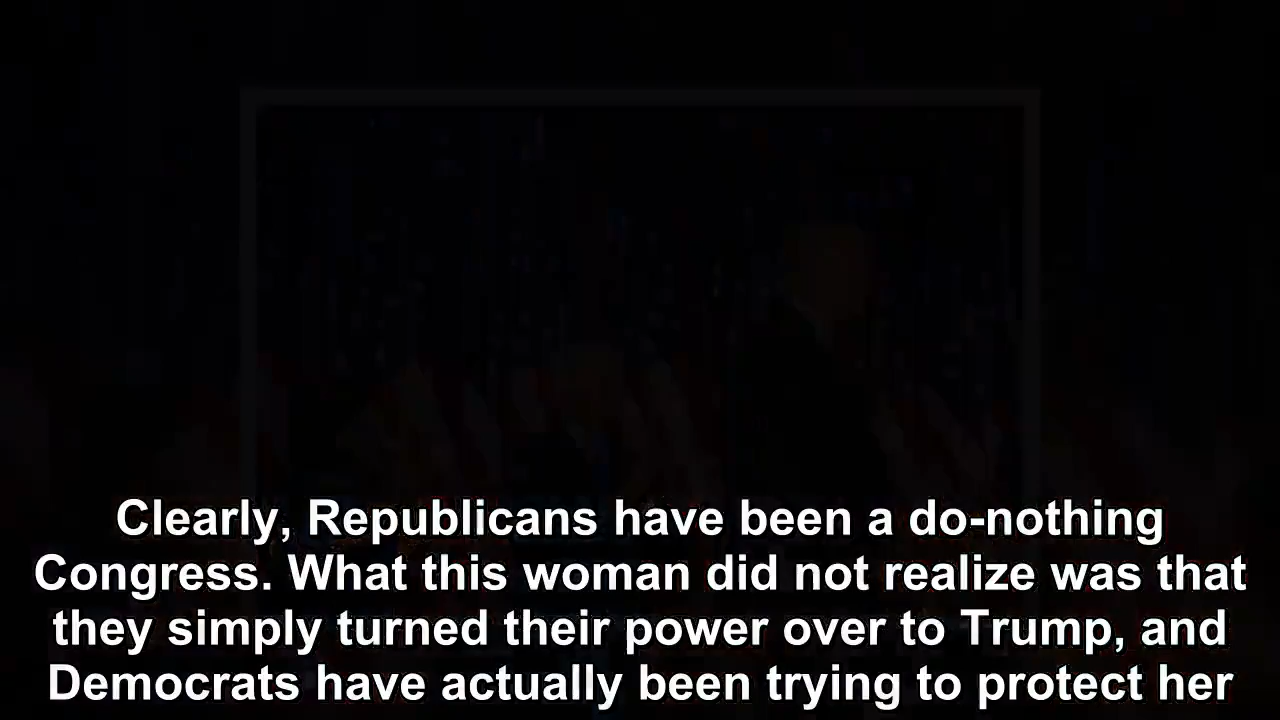 Clearly, Republicans have been a do-nothing
Congress. What this woman did not realize was that
they simply turned their power over to Trump, and
Democrats have actually been trying to protect her